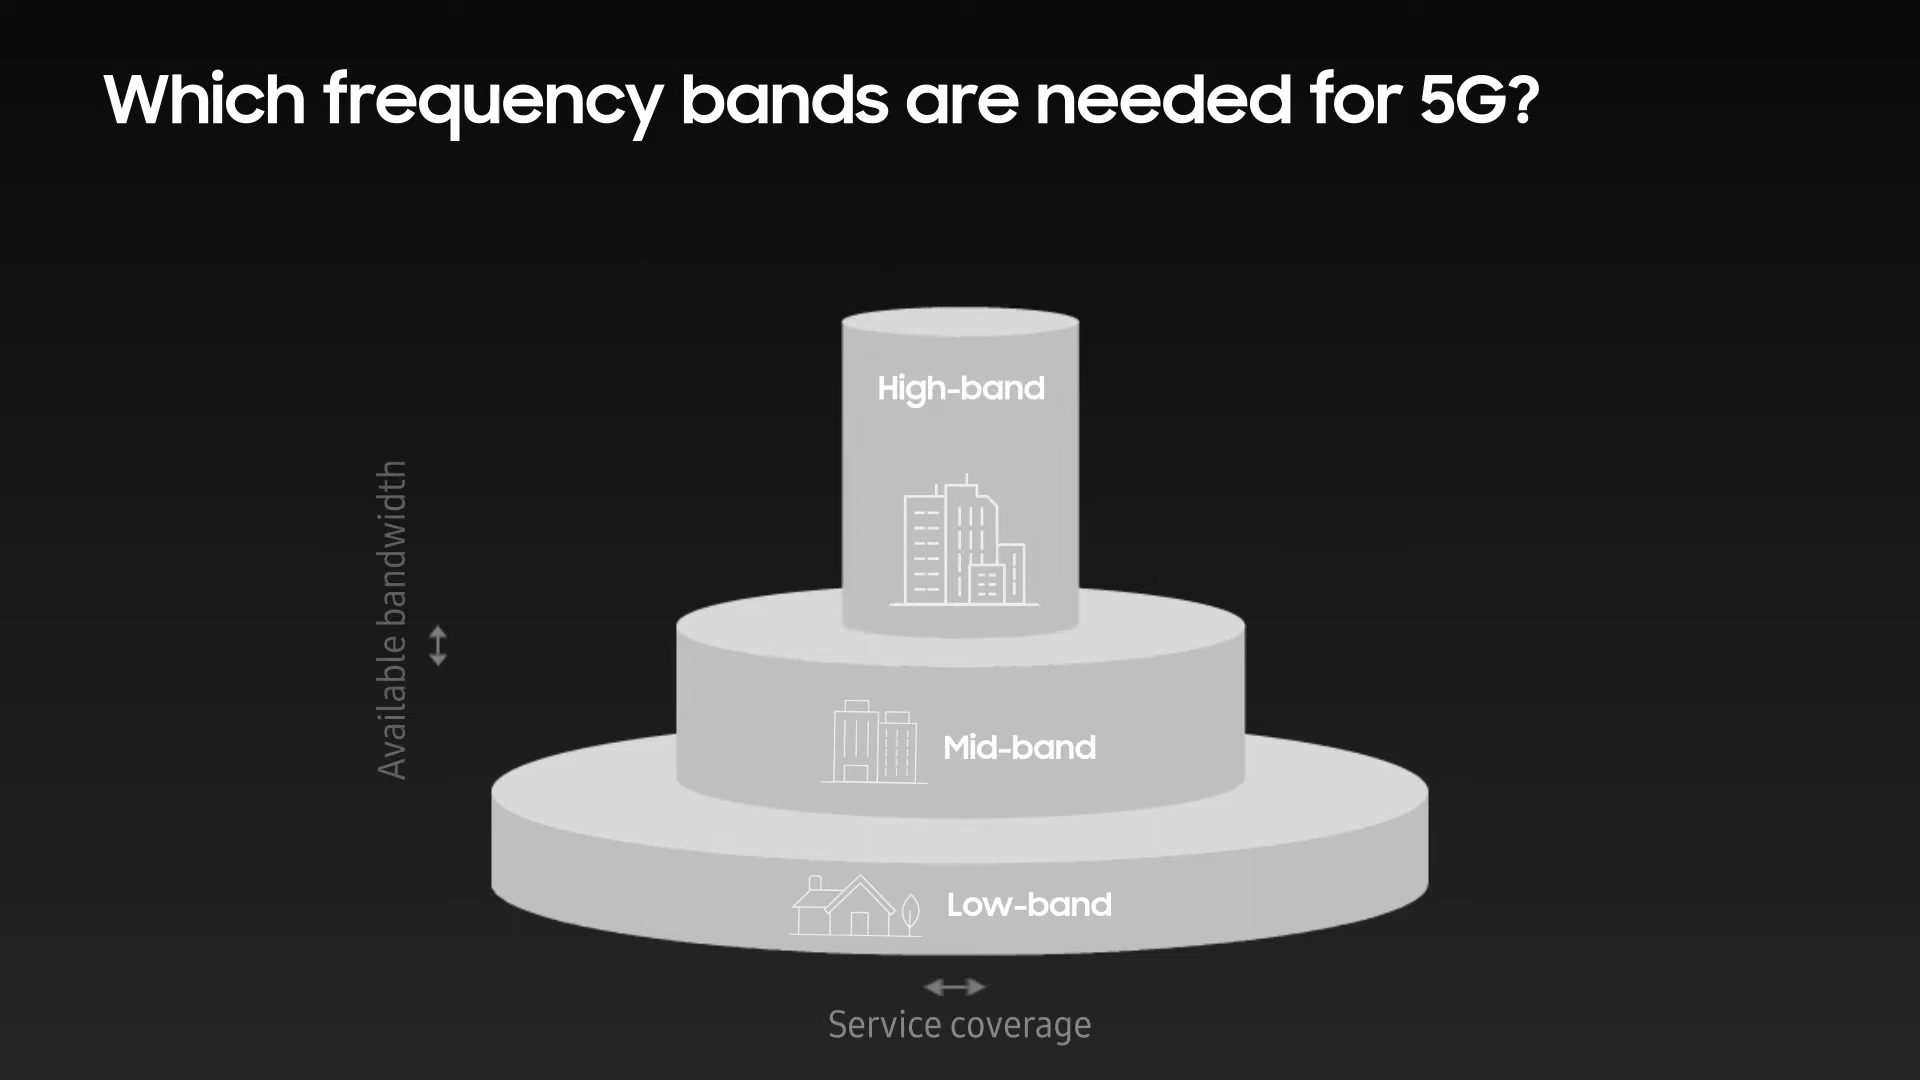 Which frequency bands are needed for 5G?
High-band
Available bandwidth
Mid-band
Low-band
Service coverage